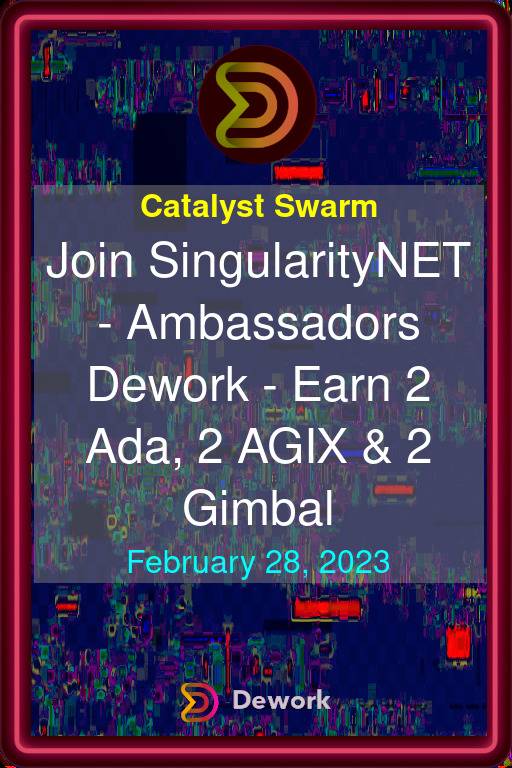 Catalyst Swarm
Join SingularityNET
- Ambassadors
Dework - Earn 2
Ada, 2 AGIX & 2
Gimbal
February 28, 2023
Dework